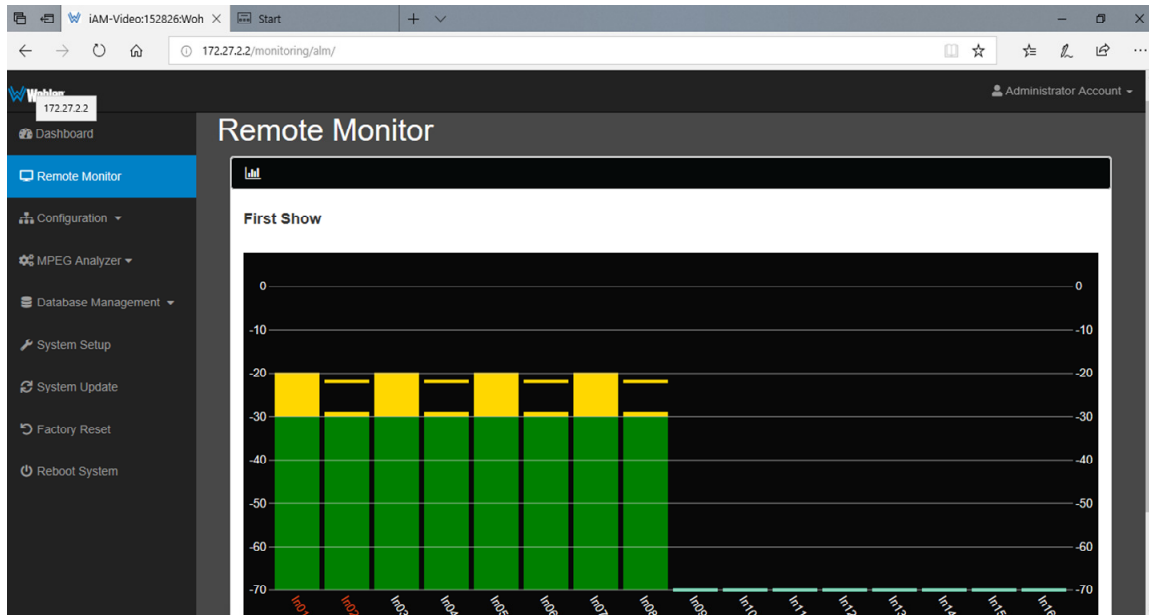 iAM-Video:152826:Woh
Start
172.27.2.2/monitoring/alm/
Administrator Account
172.27.2.2
Dashboard
Remote Monitor
Configuration
MPEG Analyzer
Database Management
System Setup
System Update
Factory Reset
Reboot System
Remote Monitor
First Show
0 0
-10 -10
-20 -20
-30 -30
-40 -40
-50 -50
-60 -60
-70 -70
In01 In02 In03 In04 In05 In06 In07 In08 In09 In10 In11 In12 In13 In14 In15 In16